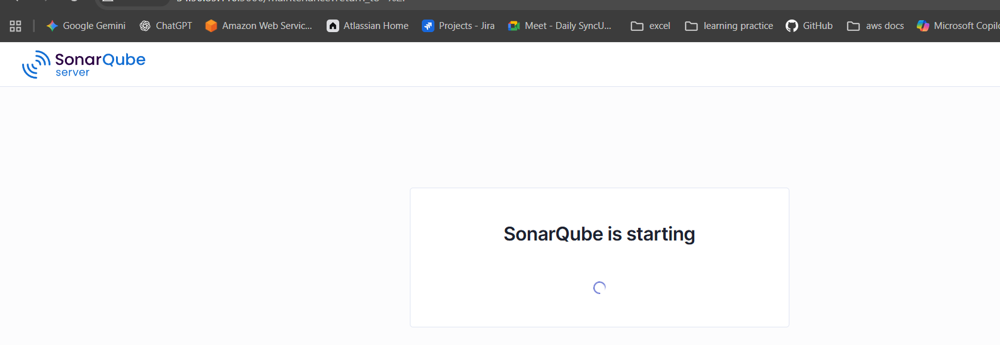 Google Gemini ChatGPT Amazon Web Servic... Atlassian Home Projects - Jira Meet - Daily SyncU... excel learning practice GitHub aws docs Microsoft Copil
SonarQube
server
SonarQube is starting